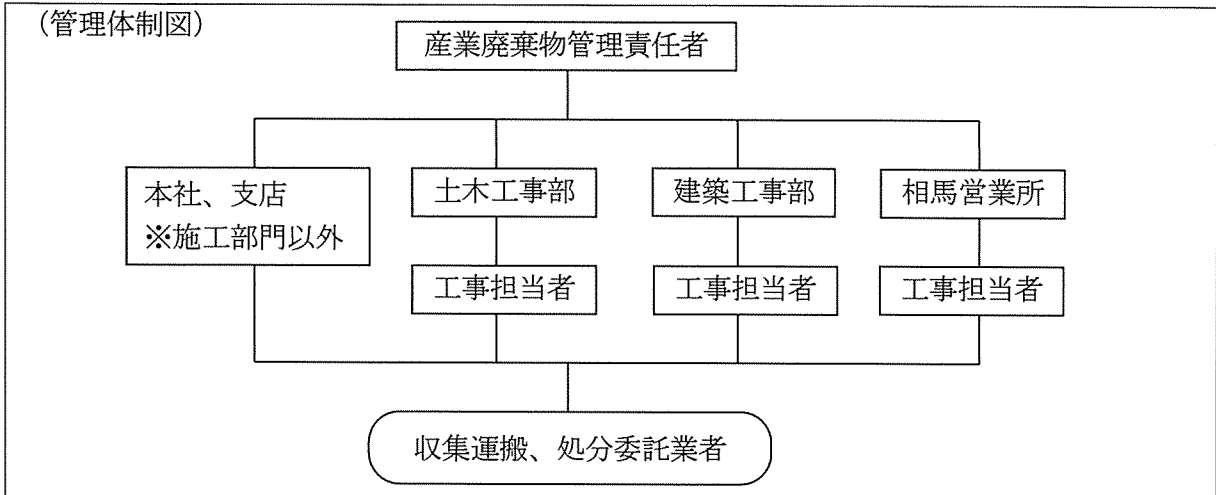 （管理体制図）
産業廃棄物管理責任者
本社、支店
※施工部門以外
土木工事部
建築工事部
相馬営業所
工事担当者
工事担当者
工事担当者
収集運搬、処分委託業者